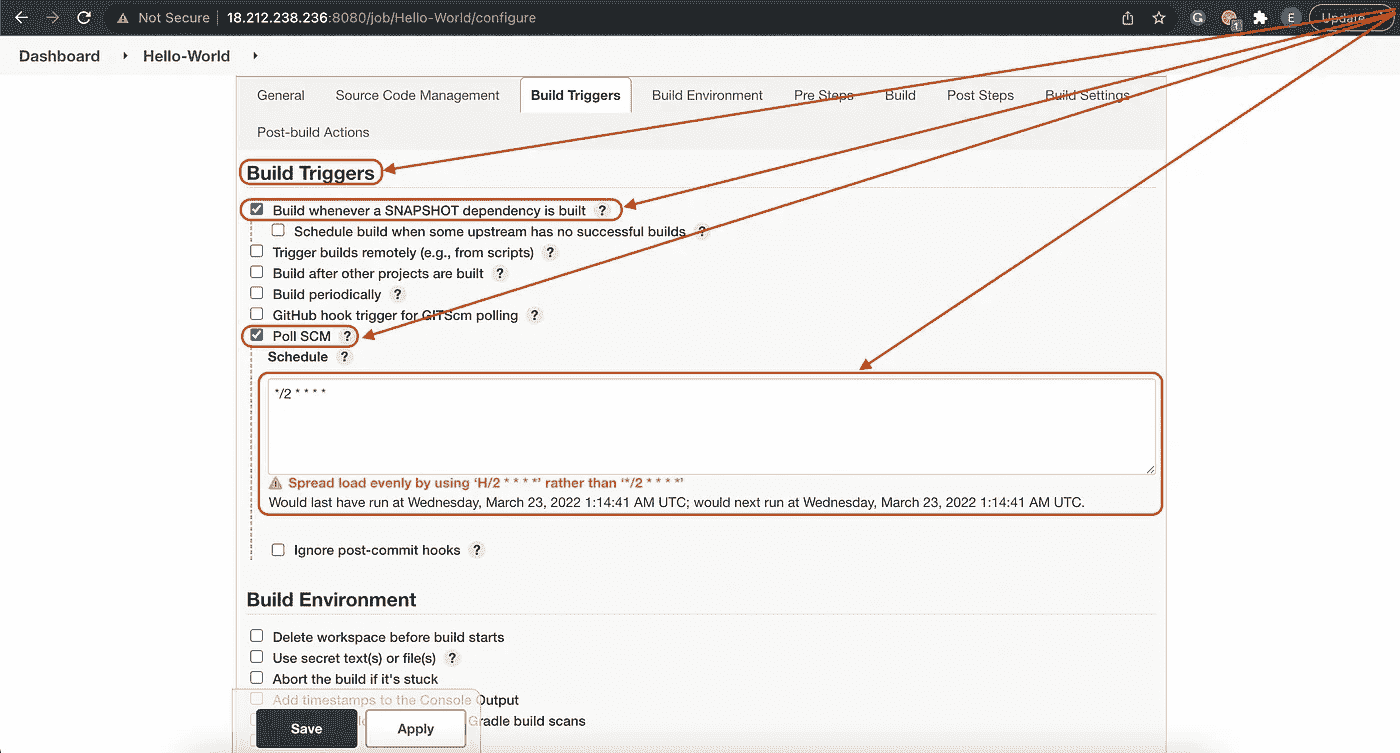 Not Secure 18.212.238.236:8080/job/Hello-World/configure G 1 E Update
Dashboard Hello-World
General Source Code Management Build Triggers Build Environment Pre Steps Build Post Steps Build Settings
Post-build Actions
Build Triggers
Build whenever a SNAPSHOT dependency is built ?
Schedule build when some upstream has no successful builds ?
Trigger builds remotely (e.g., from scripts) ?
Build after other projects are built ?
Build periodically ?
GitHub hook trigger for GITScm polling ?
Poll SCM ?
Schedule ?
*/2 * * * *
Spread load evenly by using ‘H/2 * * * *’ rather than ‘*/2 * * * *’
Would last have run at Wednesday, March 23, 2022 1:14:41 AM UTC; would next run at Wednesday, March 23, 2022 1:14:41 AM UTC.
Ignore post-commit hooks ?
Build Environment
Delete workspace before build starts
Use secret text(s) or file(s) ?
Abort the build if it's stuck
Add timestamps to the Console Output
Gradle build scans
Save Apply